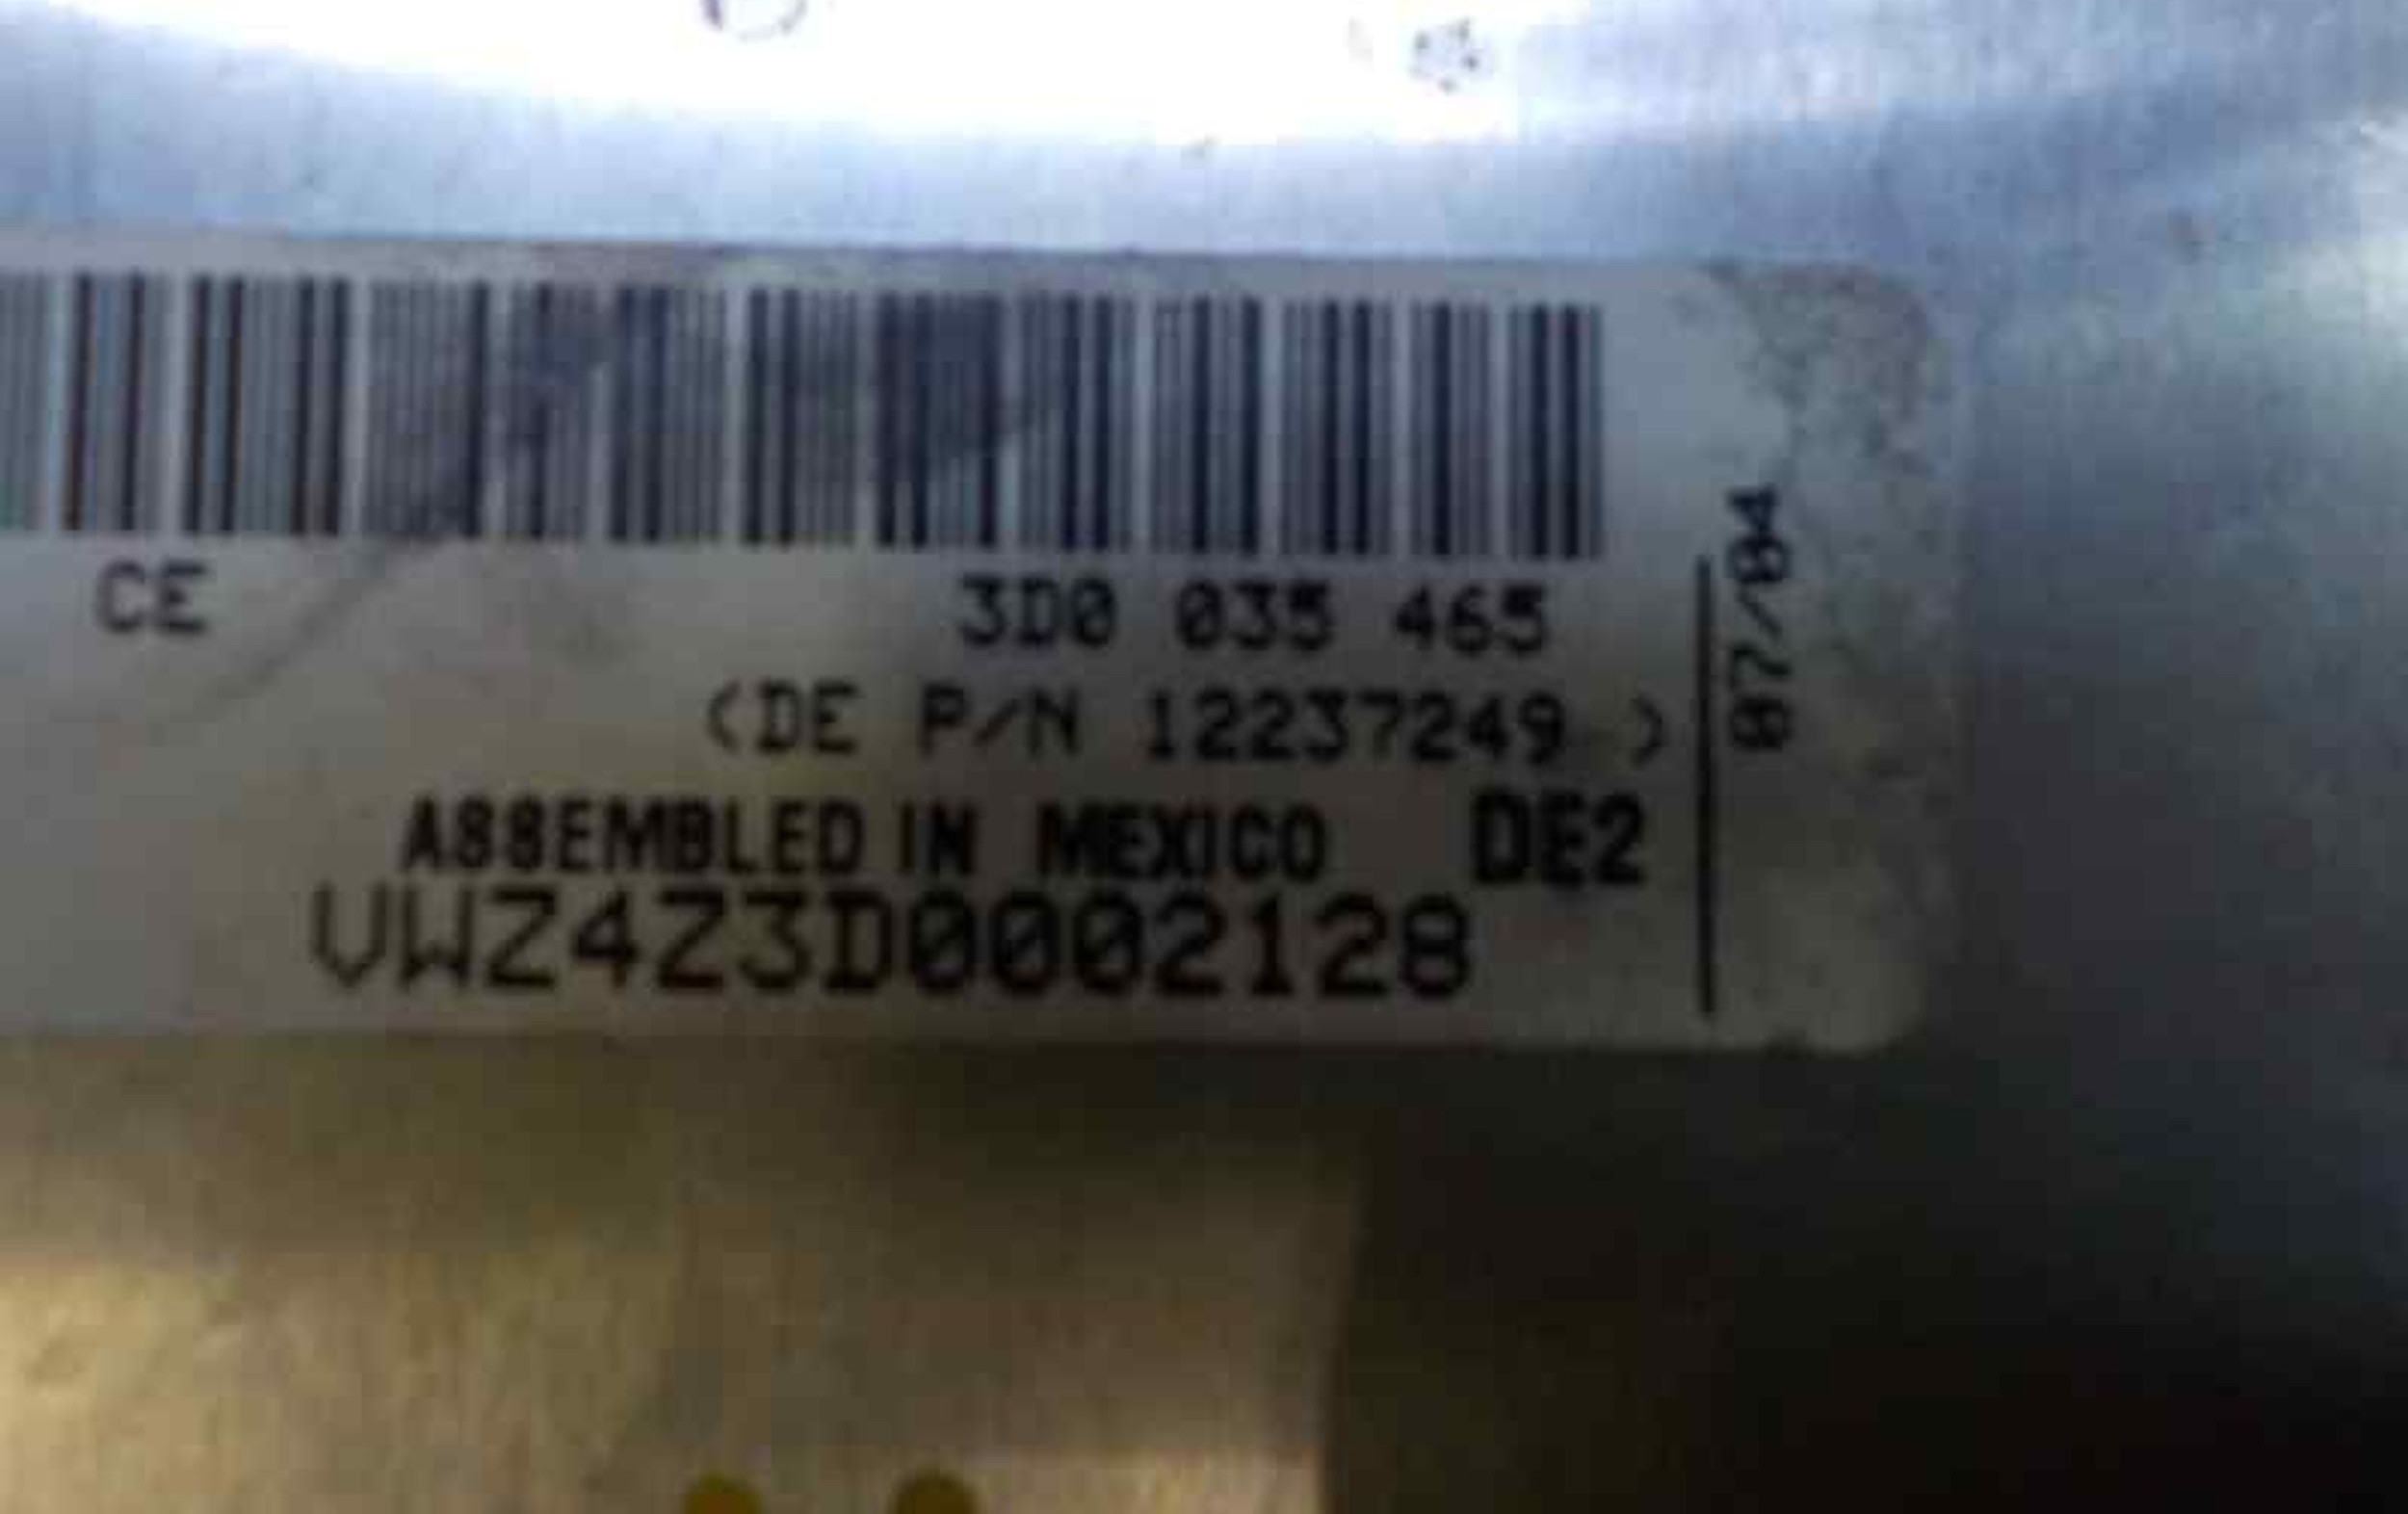 CE 3D0 035 465
(DE P/N 12237249 )
ASSEMBLED IN MEXICO DE2
VWZ4Z3D0002128
07/04